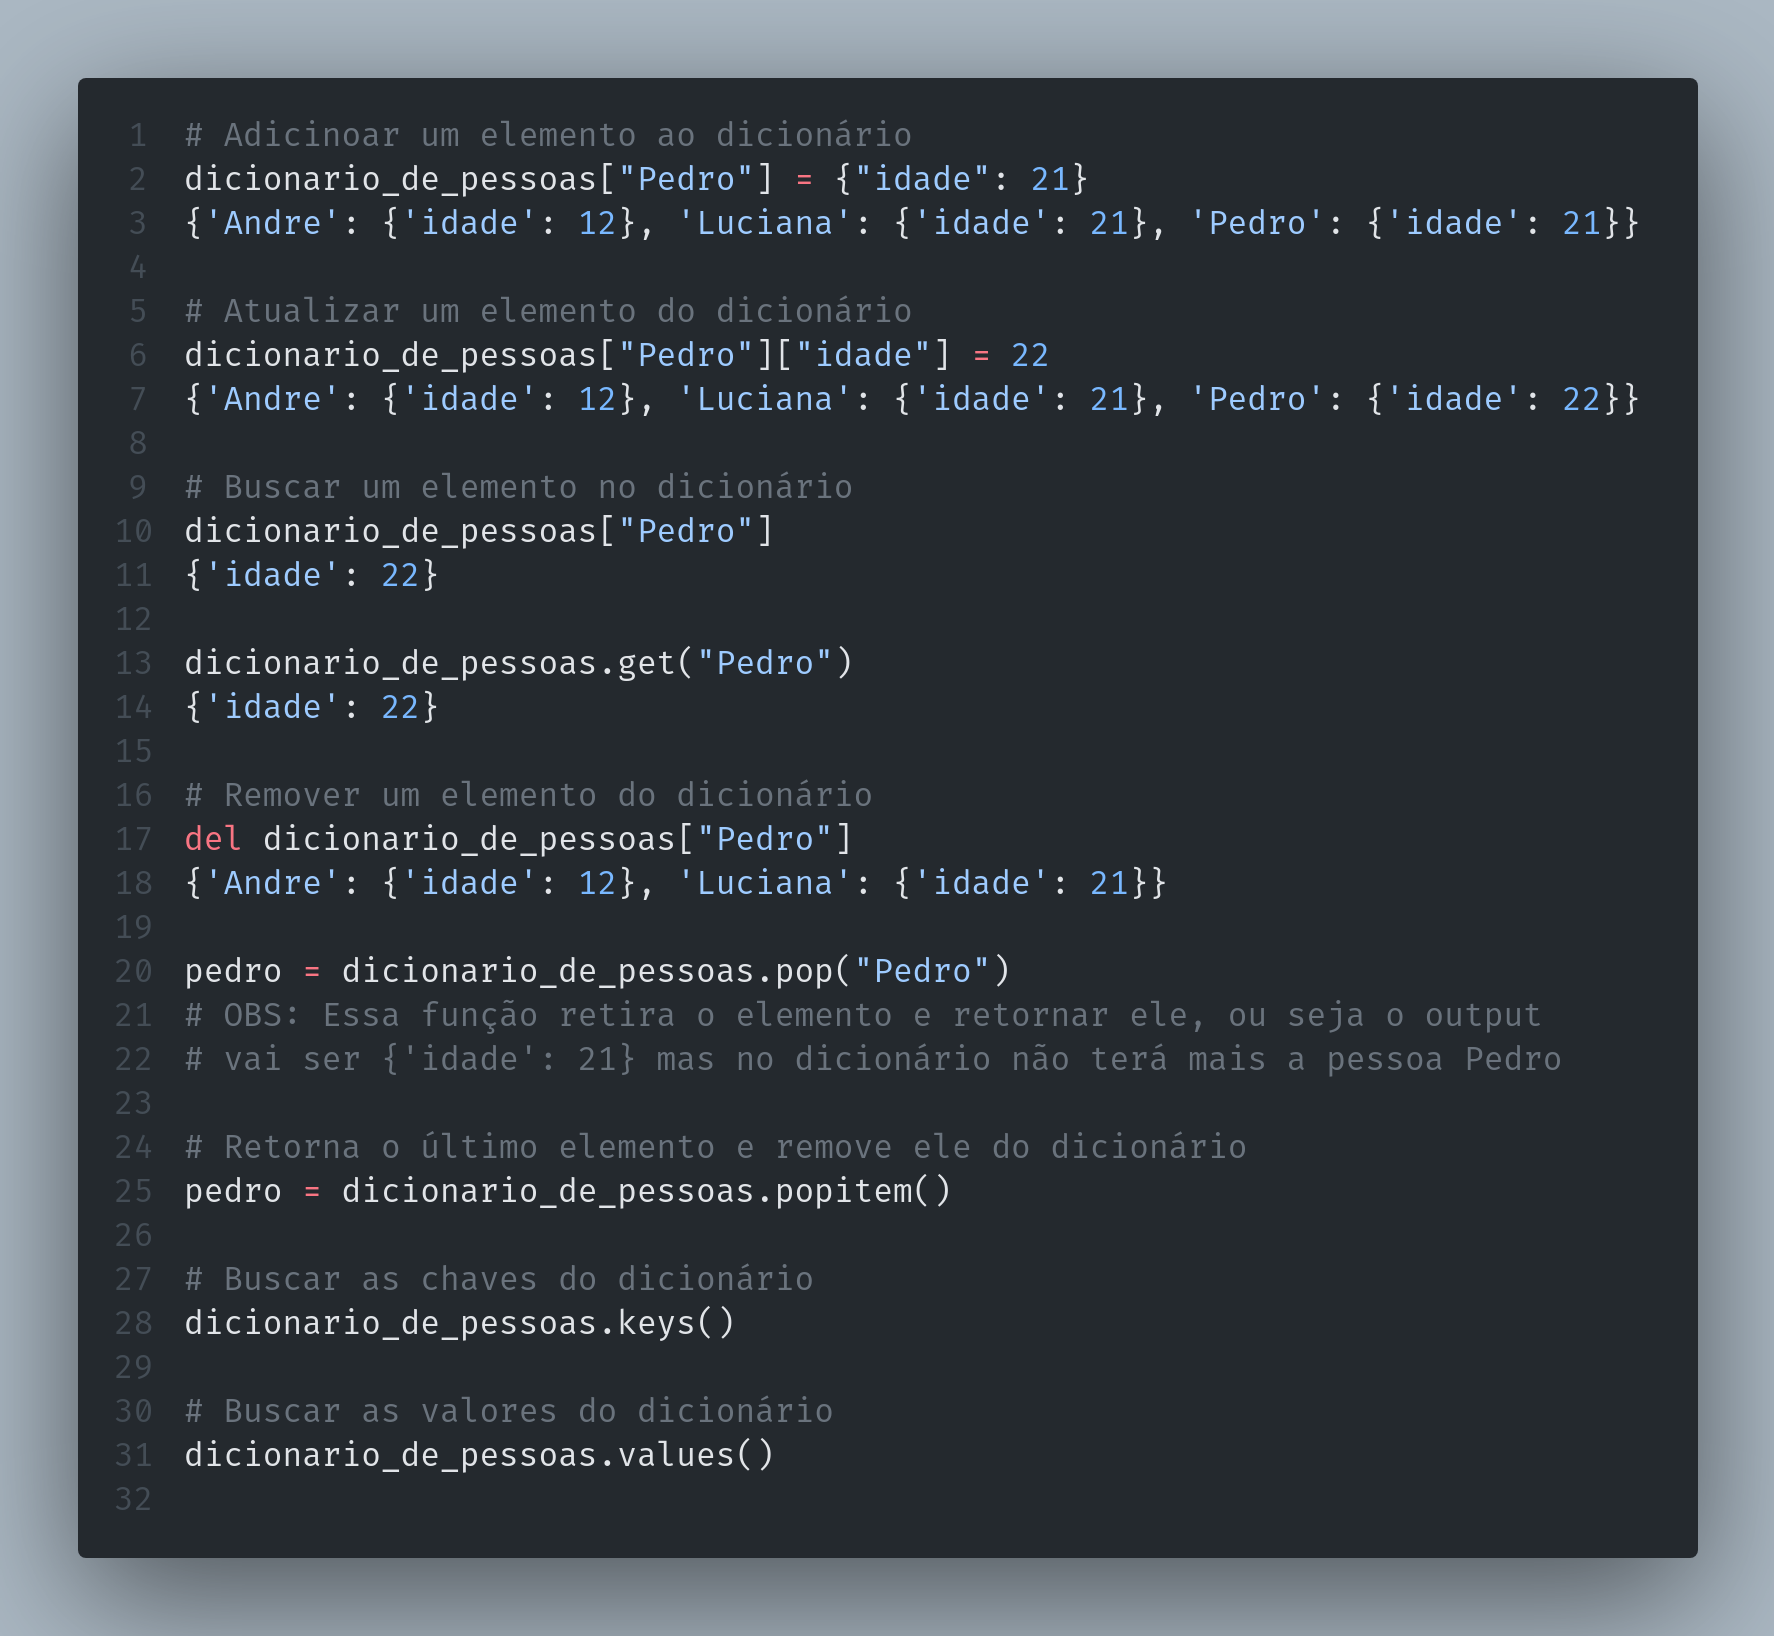 1 # Adicinoar um elemento ao dicionário
2 dicionario_de_pessoas["Pedro"] = {"idade": 21}
3 {'Andre': {'idade': 12}, 'Luciana': {'idade': 21}, 'Pedro': {'idade': 21}}
4
5 # Atualizar um elemento do dicionário
6 dicionario_de_pessoas["Pedro"]["idade"] = 22
7 {'Andre': {'idade': 12}, 'Luciana': {'idade': 21}, 'Pedro': {'idade': 22}}
8
9 # Buscar um elemento no dicionário
10 dicionario_de_pessoas["Pedro"]
11 {'idade': 22}
12
13 dicionario_de_pessoas.get("Pedro")
14 {'idade': 22}
15
16 # Remover um elemento do dicionário
17 del dicionario_de_pessoas["Pedro"]
18 {'Andre': {'idade': 12}, 'Luciana': {'idade': 21}}
19
20 pedro = dicionario_de_pessoas.pop("Pedro")
21 # OBS: Essa função retira o elemento e retornar ele, ou seja o output
22 # vai ser {'idade': 21} mas no dicionário não terá mais a pessoa Pedro
23
24 # Retorna o último elemento e remove ele do dicionário
25 pedro = dicionario_de_pessoas.popitem()
26
27 # Buscar as chaves do dicionário
28 dicionario_de_pessoas.keys()
29
30 # Buscar as valores do dicionário
31 dicionario_de_pessoas.values()
32